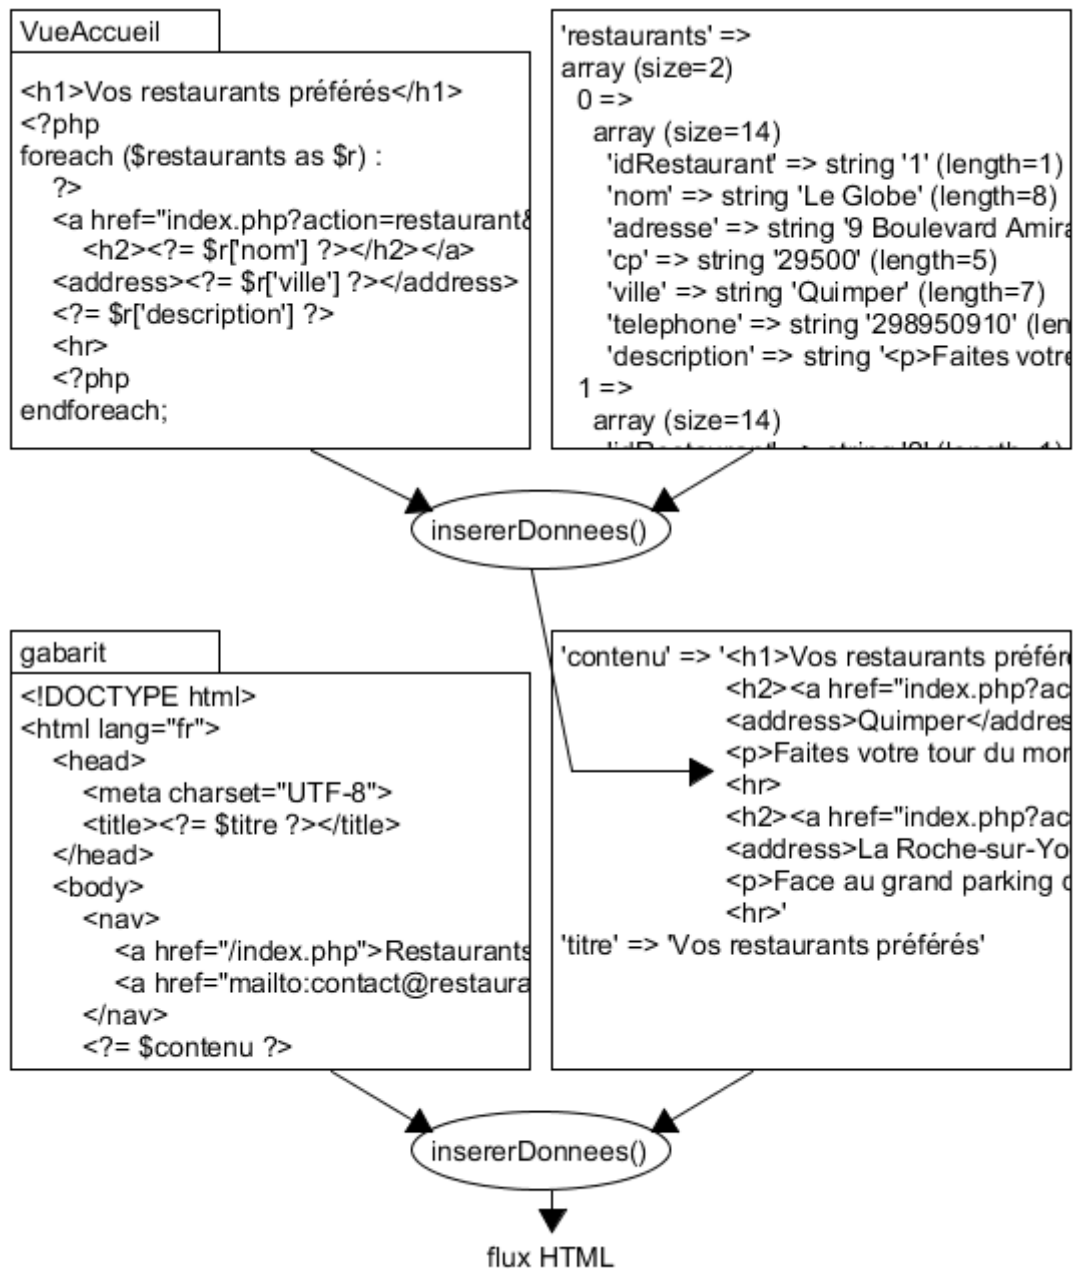 VueAccueil
<h1>Vos restaurants préférés</h1>
<?php
foreach ($restaurants as $r) :
?>
<a href="index.php?action=restaurant&
<h2><?= $r['nom'] ?></h2></a>
<address><?= $r['ville'] ?></address>
<?= $r['description'] ?>
<hr>
<?php
endforeach;
'restaurants' =>
array (size=2)
0 =>
array (size=14)
'idRestaurant' => string '1' (length=1)
'nom' => string 'Le Globe' (length=8)
'adresse' => string '9 Boulevard Amira
'cp' => string '29500' (length=5)
'ville' => string 'Quimper' (length=7)
'telephone' => string '298950910' (len
'description' => string '<p>Faites votre
1 =>
array (size=14)
insererDonnees()
gabarit
<!DOCTYPE html>
<html lang="fr">
<head>
<meta charset="UTF-8">
<title><?= $titre ?></title>
</head>
<body>
<nav>
<a href="/index.php">Restaurants
<a href="mailto:contact@restaura
</nav>
<?= $contenu ?>
'contenu' => '<h1>Vos restaurants préfér
<h2><a href="index.php?ac
<address>Quimper</addres
<p>Faites votre tour du mon
<hr>
<h2><a href="index.php?ac
<address>La Roche-sur-Yo
<p>Face au grand parking
<hr>'
'titre' => 'Vos restaurants préférés'
insererDonnees()
flux HTML